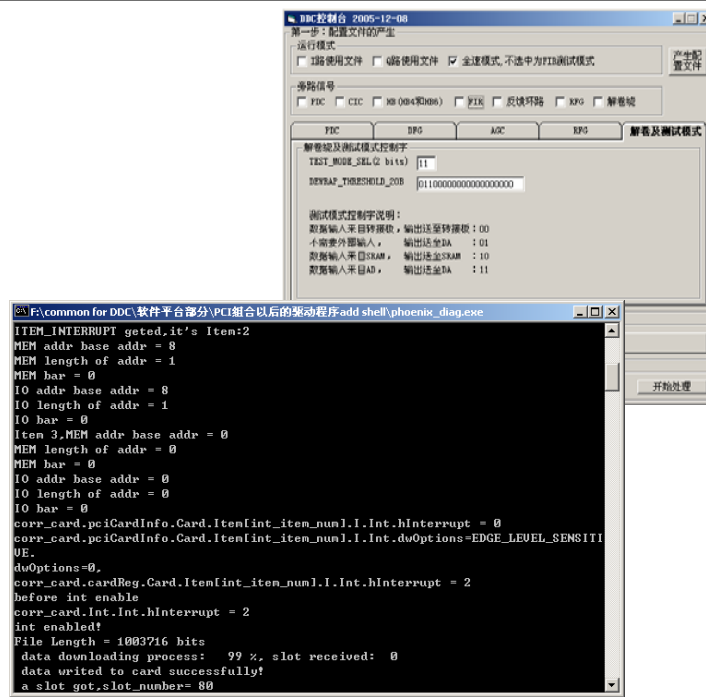 DDC控制台 2005-12-08
第一步：配置文件的产生
运行模式
I路使用文件 Q路使用文件 全速模式,不选中为FIR测试模式
产生配置文件
旁路信号
FDC CIC HB(HB4和HB6) FIR 反馈环路 RFG 解卷绕
FDC DFG AGC RFG 解卷及测试模式
解卷绕及测试模式控制字
TEST_MODE_SEL(2 bits) 11
DEWRAP_THRESHOLD_20B 01100000000000000000
测试模式控制字说明：
数据输入来自转接板，输出送至转接板：00
不需要外部输入， 输出送至DA ：01
数据输入来自SRAM， 输出送至SRAM ：10
数据输入来自AD， 输出送至DA ：11
开始处理
F:\common for DDC\软件平台部分\PCI组合以后的驱动程序add shell\phoenix_diag.exe
ITEM_INTERRUPT geted,it's Item:2
MEM addr base addr = 8
MEM length of addr = 1
MEM bar = 0
IO addr base addr = 8
IO length of addr = 1
IO bar = 0
Item 3,MEM addr base addr = 0
MEM length of addr = 0
MEM bar = 0
IO addr base addr = 0
IO length of addr = 0
IO bar = 0
corr_card.pciCardInfo.Card.Item[int_item_num].I.Int.hInterrupt = 0
corr_card.pciCardInfo.Card.Item[int_item_num].I.Int.dwOptions=EDGE_LEVEL_SENSITI
VE.
dwOptions=0,
corr_card.cardReg.Card.Item[int_item_num].I.Int.hInterrupt = 2
before int enable
corr_card.Int.Int.hInterrupt = 2
int enabled!
File Length = 1003716 bits
data downloading process: 99 %, slot received: 0
data writed to card successfully!
a slot got,slot_number= 80